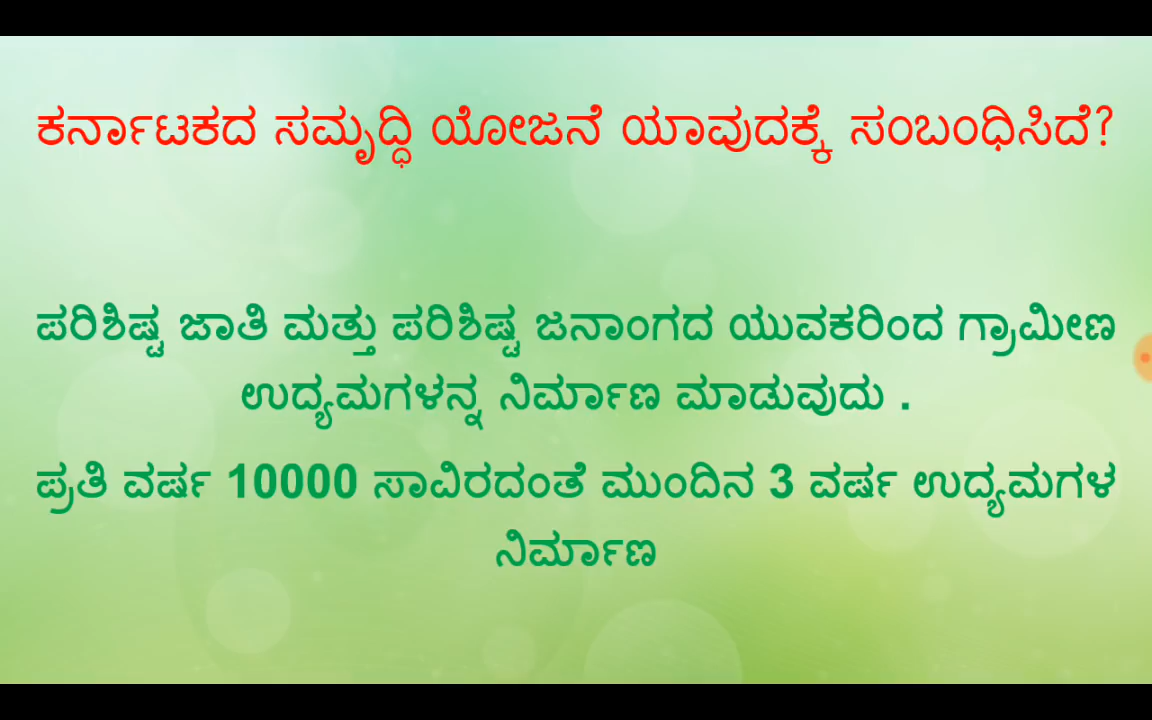 ಕರ್ನಾಟಕದ ಸಮೃದ್ಧಿ ಯೋಜನೆ ಯಾವುದಕ್ಕೆ ಸಂಬಂಧಿಸಿದೆ?
ಪರಿಶಿಷ್ಟ ಜಾತಿ ಮತ್ತು ಪರಿಶಿಷ್ಟ ಜನಾಂಗದ ಯುವಕರಿಂದ ಗ್ರಾಮೀಣ
ಉದ್ಯಮಗಳನ್ನ ನಿರ್ಮಾಣ ಮಾಡುವುದು .
ಪ್ರತಿ ವರ್ಷ 10000 ಸಾವಿರದಂತೆ ಮುಂದಿನ 3 ವರ್ಷ ಉದ್ಯಮಗಳ
ನಿರ್ಮಾಣ